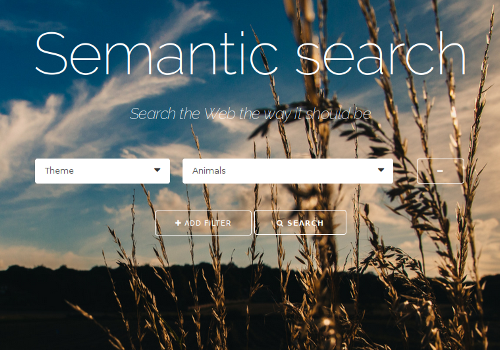 Semantic search
Search the Web the way it should be
Theme Animals −
+ ADD FILTER SEARCH